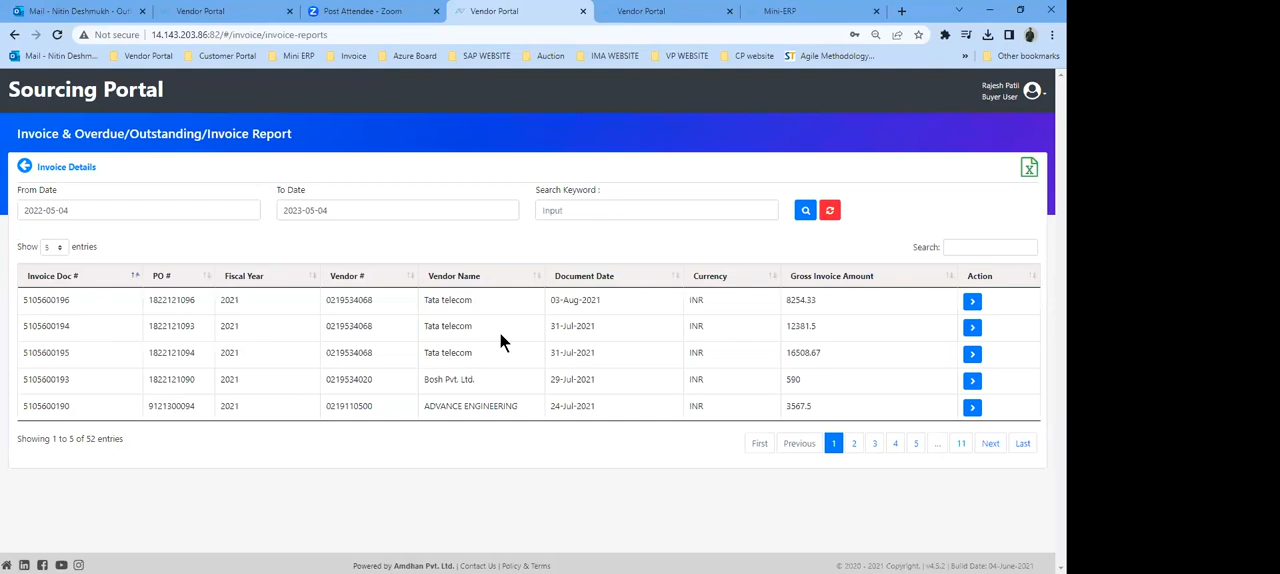 Mail - Nitin Deshmukh - Out
Vendor Portal
Post Attendee - Zoom
Vendor Portal
Vendor Portal
Mini-ERP
Not secure 14.143.203.86:82/#/invoice/invoice-reports
Mail - Nitin Deshm... Vendor Portal Customer Portal Mini ERP Invoice Azure Board SAP WEBSITE Auction IMA WEBSITE VP WEBSITE CP website ST Agile Methodology... » Other bookmarks
Sourcing Portal
Rajesh Patil
Buyer User
Invoice & Overdue/Outstanding/Invoice Report
Invoice Details
From Date To Date Search Keyword :
2022-05-04 2023-05-04 Input
Show 5 entries Search:
Invoice Doc # PO # Fiscal Year Vendor # Vendor Name Document Date Currency Gross Invoice Amount Action
5105600196 1822121096 2021 0219534068 Tata telecom 03-Aug-2021 INR 8254.33
5105600194 1822121093 2021 0219534068 Tata telecom 31-Jul-2021 INR 12381.5
5105600195 1822121094 2021 0219534068 Tata telecom 31-Jul-2021 INR 16508.67
5105600193 1822121090 2021 0219534020 Bosh Pvt. Ltd. 29-Jul-2021 INR 590
5105600190 9121300094 2021 0219110500 ADVANCE ENGINEERING 24-Jul-2021 INR 3567.5
Showing 1 to 5 of 52 entries
First Previous 1 2 3 4 5 ... 11 Next Last
Powered by Amdhan Pvt. Ltd. | Contact Us | Policy & Terms
© 2020 - 2021 Copyright. | v4.5.2 | Build Date: 04-June-2021